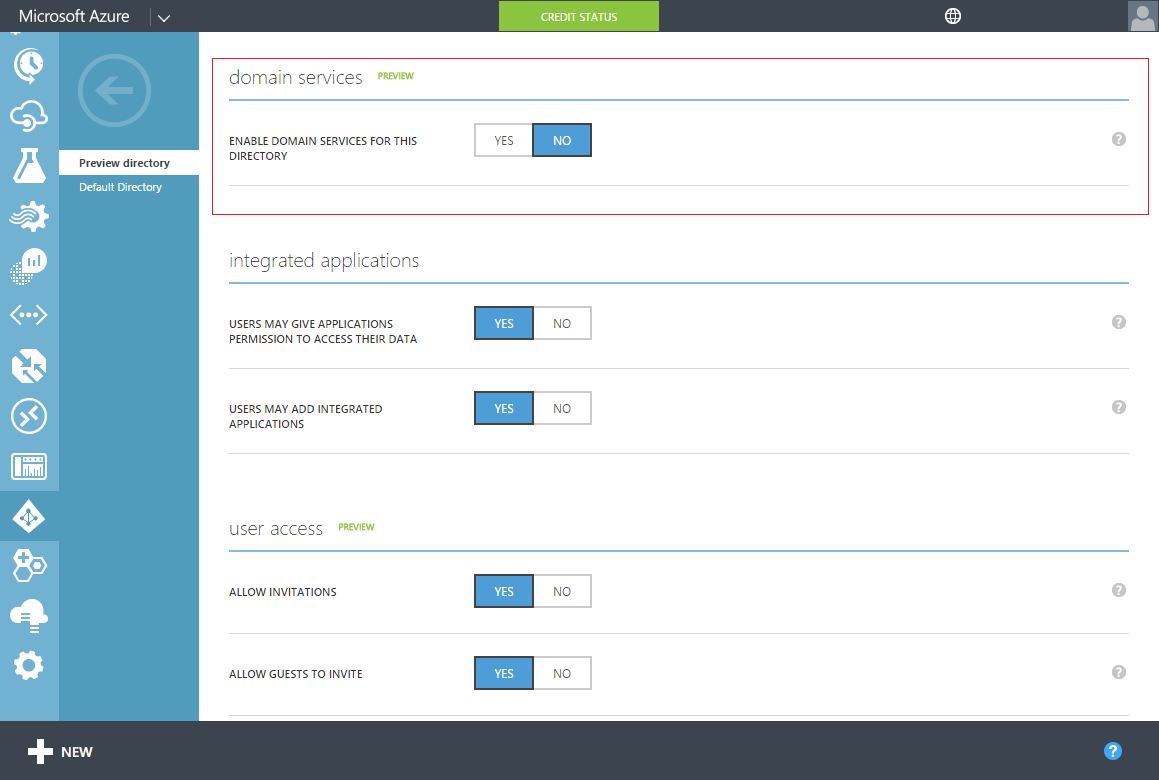 Microsoft Azure
CREDIT STATUS
Preview directory
Default Directory
domain services PREVIEW
ENABLE DOMAIN SERVICES FOR THIS
DIRECTORY
YES NO
?
integrated applications
USERS MAY GIVE APPLICATIONS
PERMISSION TO ACCESS THEIR DATA
YES NO
?
USERS MAY ADD INTEGRATED
APPLICATIONS
YES NO
?
user access PREVIEW
ALLOW INVITATIONS
YES NO
?
ALLOW GUESTS TO INVITE
YES NO
?
NEW
?